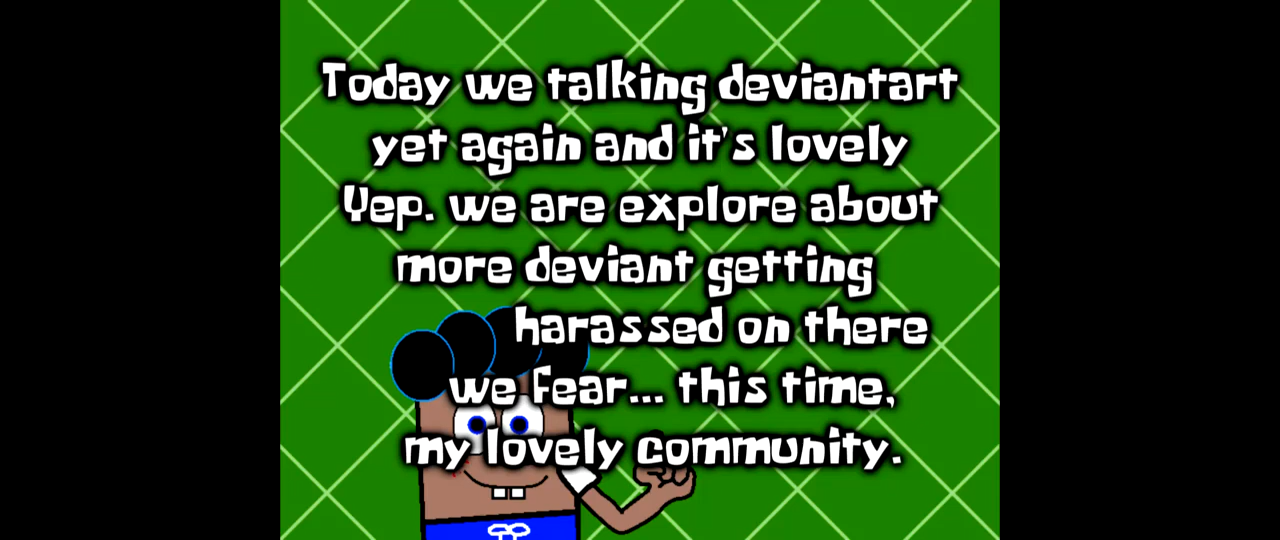 Today we talking deviantart
yet again and it's lovely
Yep. we are explore about
more deviant getting
harassed on there
we fear... this time,
my lovely community.